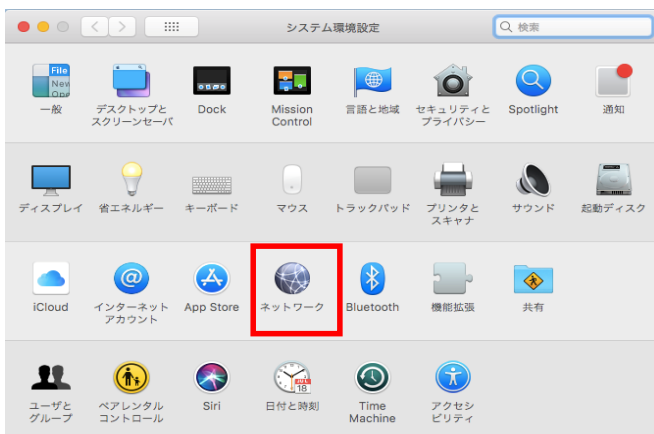 システム環境設定
検索
File
New
Ope
一般
デスクトップと
スクリーンセーバ
Dock
Mission
Control
言語と地域
セキュリティと
プライバシー
Spotlight
通知
ディスプレイ
省エネルギー
キーボード
マウス
トラックパッド
プリンタと
スキャナ
サウンド
起動ディスク
iCloud
インターネット
アカウント
App Store
ネットワーク
Bluetooth
機能拡張
共有
ユーザと
グループ
ペアレンタル
コントロール
Siri
JUL
18
日付と時刻
Time
Machine
アクセシ
ビリティ